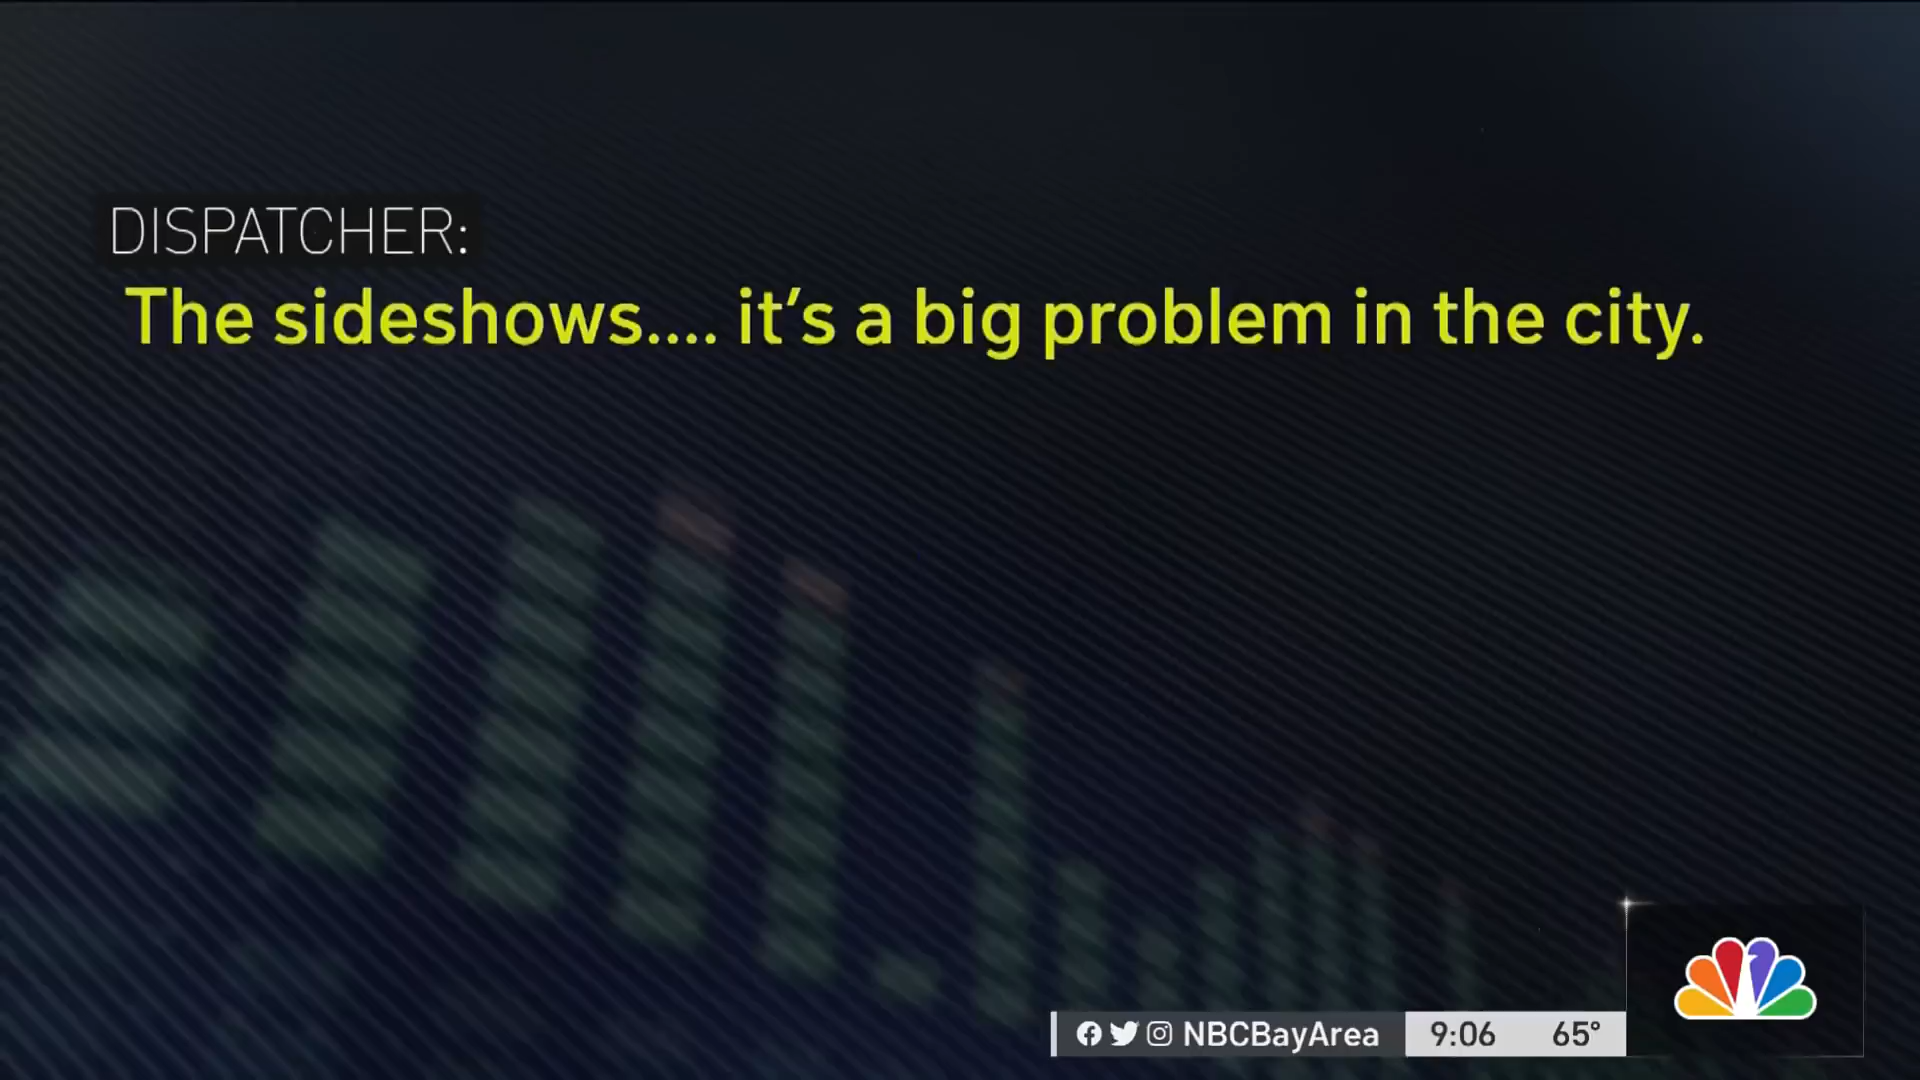 DISPATCHER:
The sideshows.... it's a big problem in the city.
NBCBayArea 9:06 65°